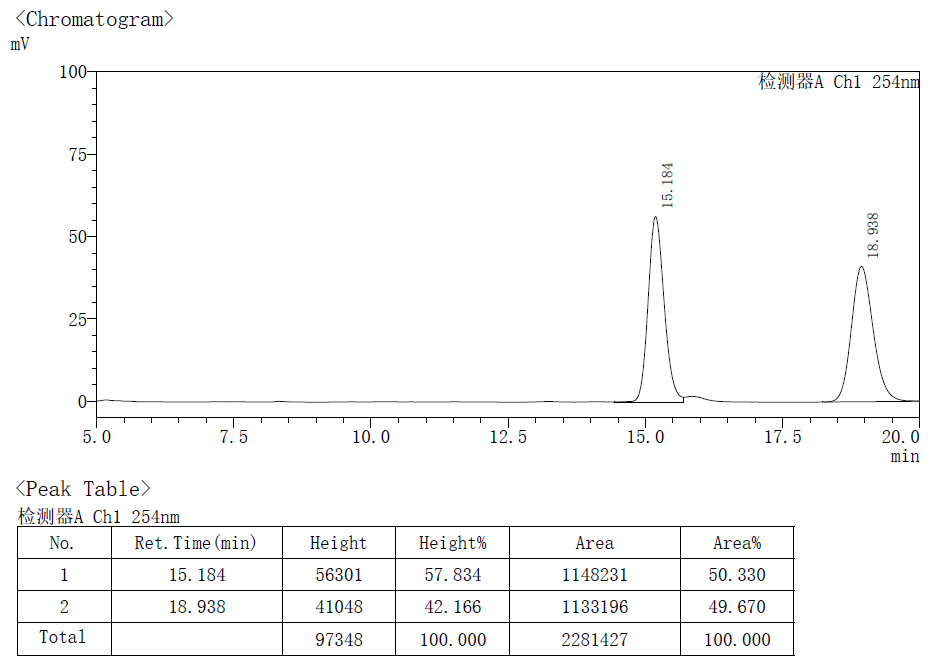 <Chromatogram>
mV
100
检测器A Ch1 254nm
75
15.184
50
18.938
25
0
5.0 7.5 10.0 12.5 15.0 17.5 20.0
min
<Peak Table>
检测器A Ch1 254nm
No. Ret.Time(min) Height Height% Area Area%
1 15.184 56301 57.834 1148231 50.330
2 18.938 41048 42.166 1133196 49.670
Total 97348 100.000 2281427 100.000